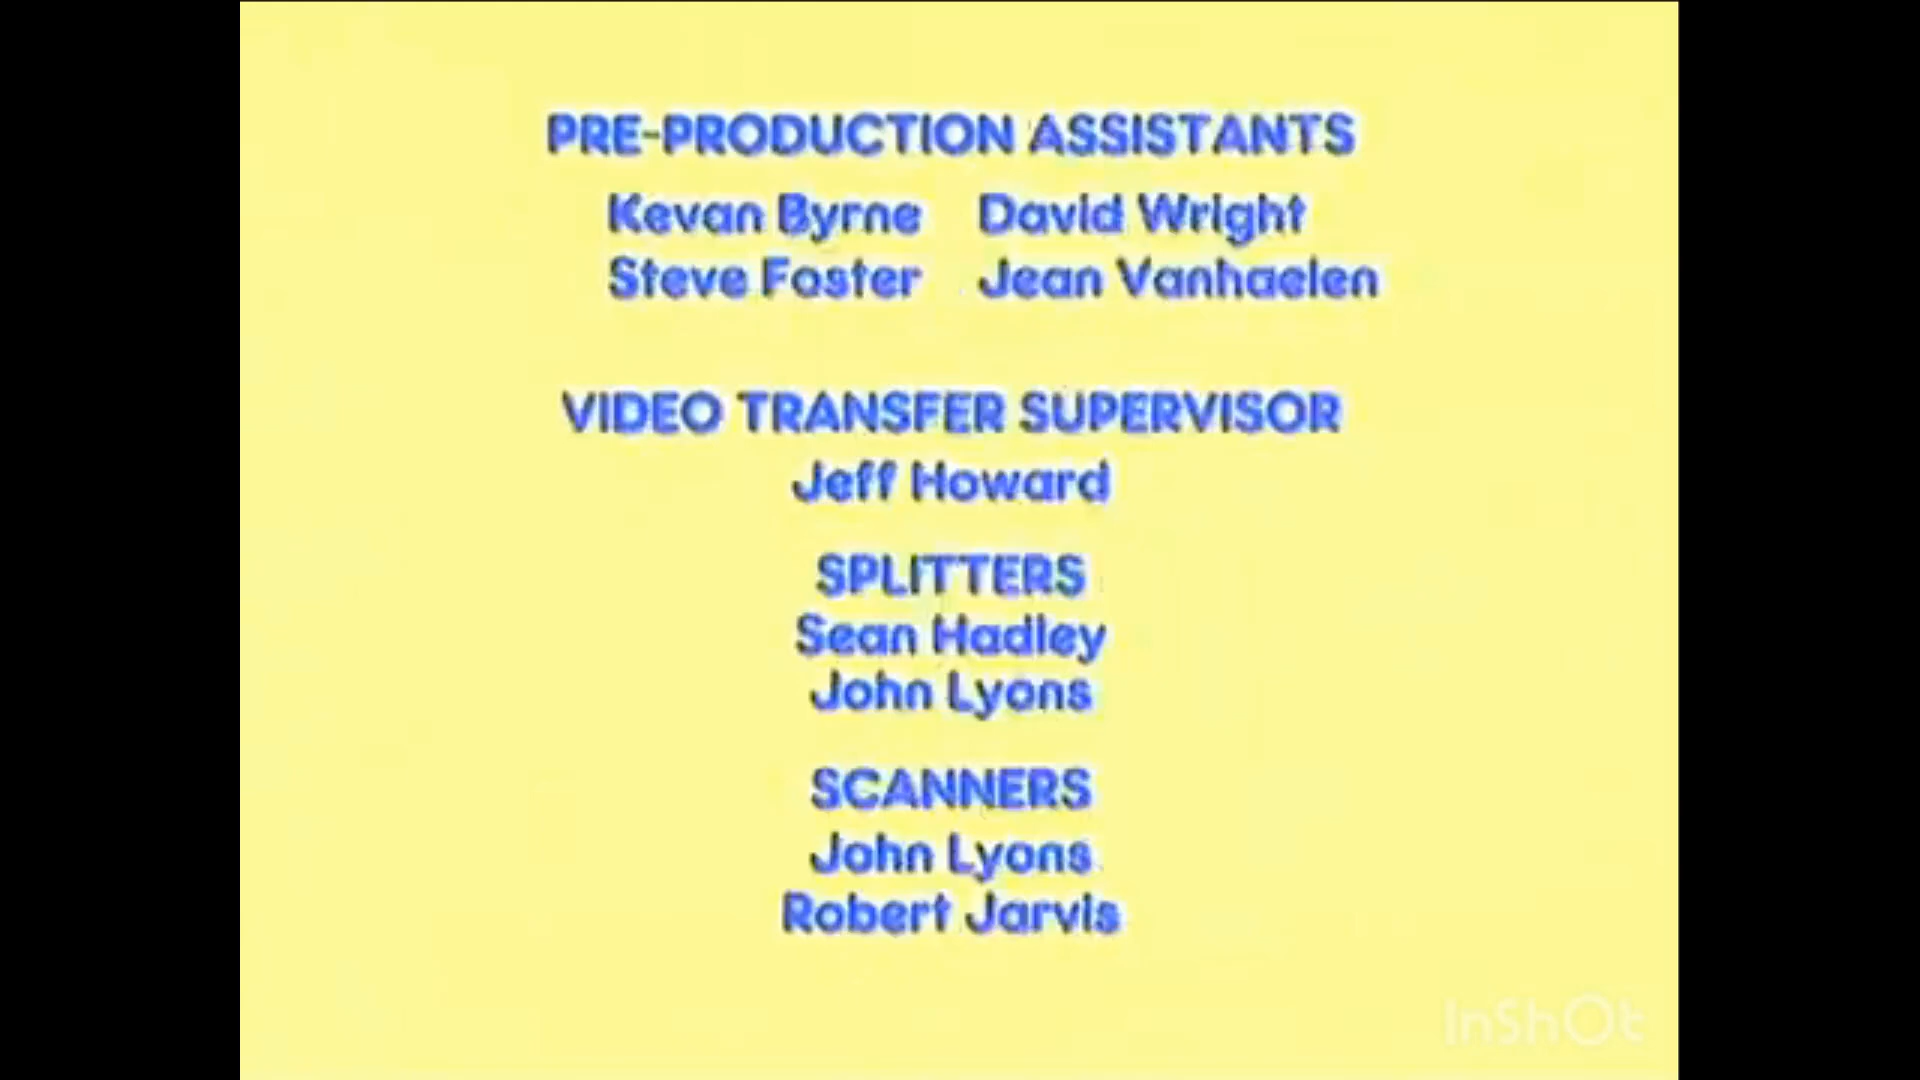 PRE-PRODUCTION ASSISTANTS
Kevan Byrne David Wright
Steve Foster Jean Vanhaelen
VIDEO TRANSFER SUPERVISOR
Jeff Howard
SPLITTERS
Sean Hadley
John Lyons
SCANNERS
John Lyons
Robert Jarvis
InShOt